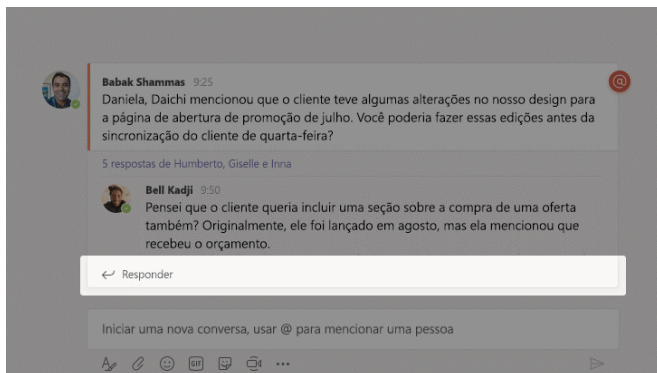 Babak Shammas 9:25
Daniela, Daichi mencionou que o cliente teve algumas alterações no nosso design para
a página de abertura de promoção de julho. Você poderia fazer essas edições antes da
sincronização do cliente de quarta-feira?
@
5 respostas de Humberto, Giselle e Inna
Bell Kadji 9:50
Pensei que o cliente queria incluir uma seção sobre a compra de uma oferta
também? Originalmente, ele foi lançado em agosto, mas ela mencionou que
recebeu o orçamento.
Responder
Iniciar uma nova conversa, usar @ para mencionar uma pessoa
GIF